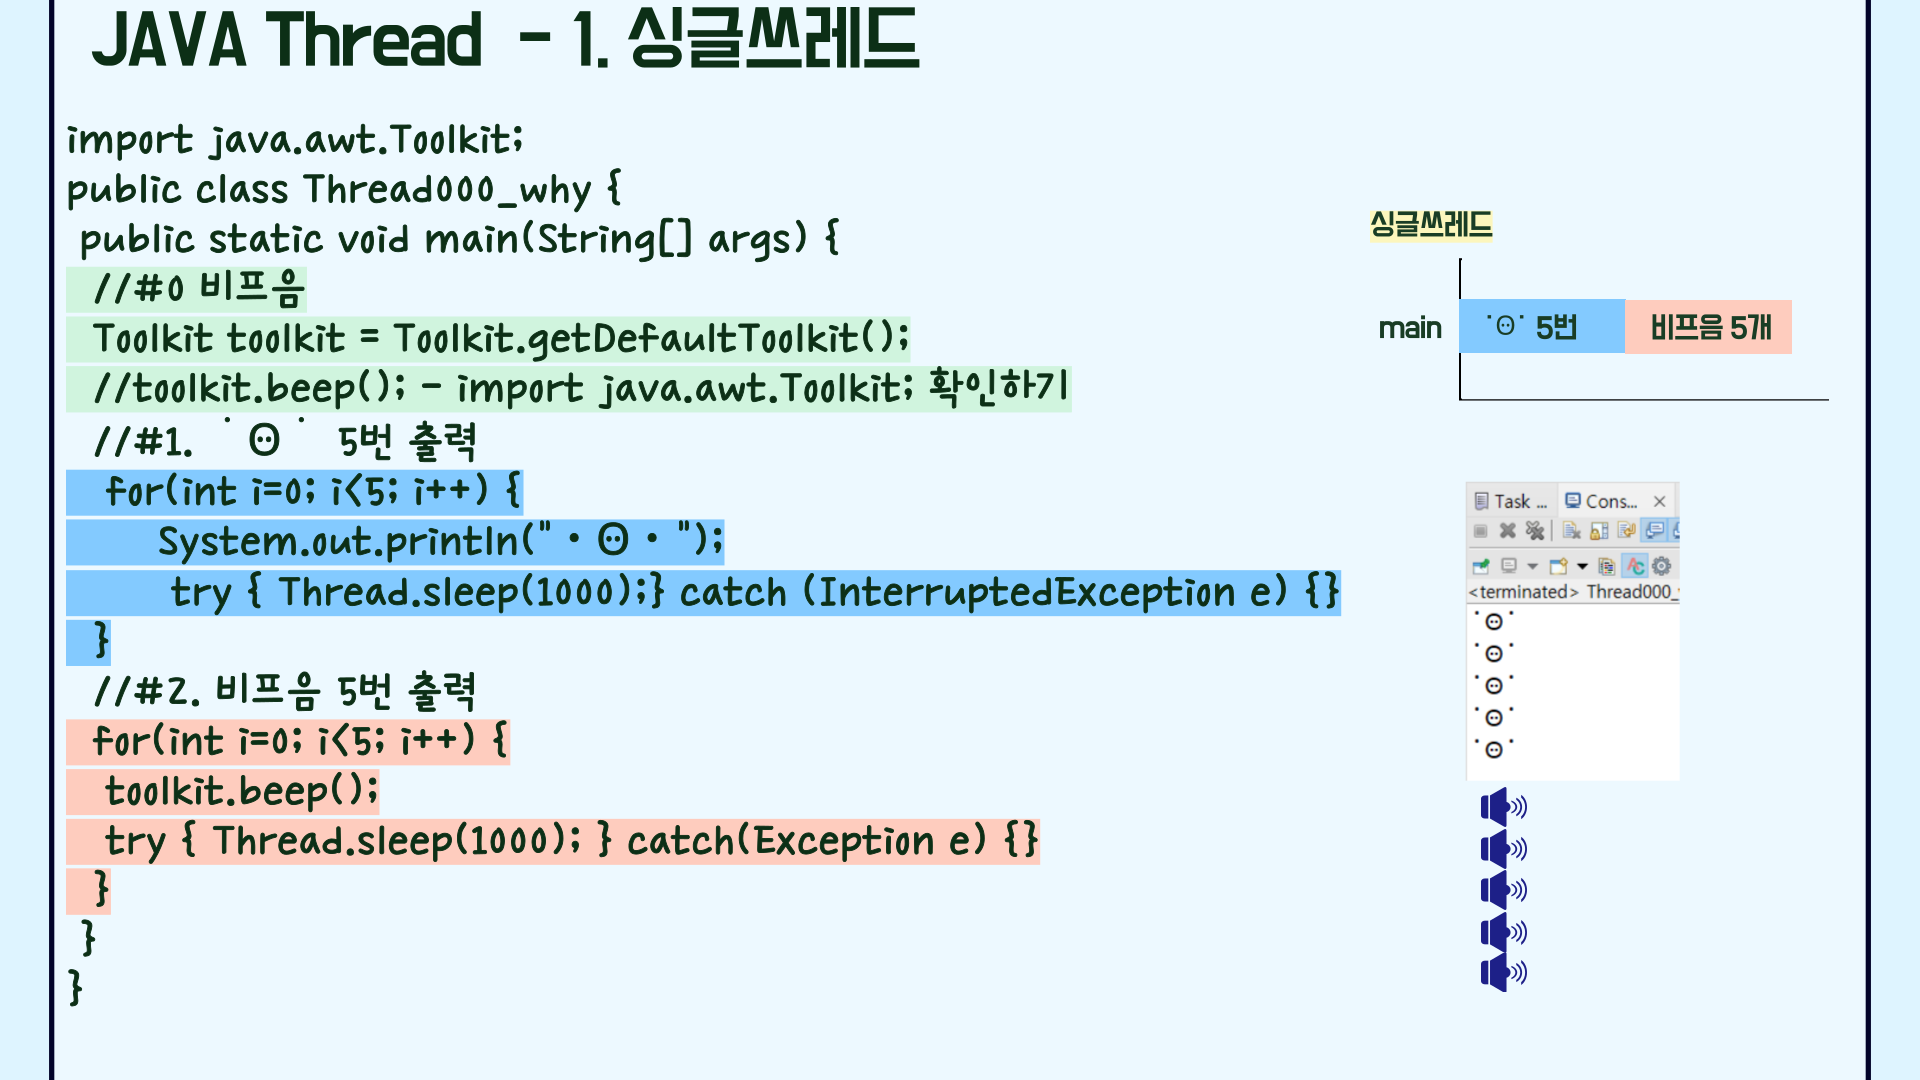 JAVA Thread - 1. 싱글쓰레드
import java.awt.Toolkit;
public class Thread000_why {
public static void main(String[] args) {
//#0 비프음
Toolkit toolkit = Toolkit.getDefaultToolkit();
//toolkit.beep(); - import java.awt.Toolkit; 확인하기
//#1. ˙ꙨꙨ˙ 5번 출력
for(int i=0; i<5; i++) {
System.out.println("·ʘ·");
try { Thread.sleep(1000);} catch (InterruptedException e) {}
}
//#2. 비프음 5번 출력
for(int i=0; i<5; i++) {
toolkit.beep();
try { Thread.sleep(1000); } catch(Exception e) {}
}
}
}
싱글쓰레드
main ˙ʘ˙ 5번 비프음 5개
Task ... Cons...
<terminated> Thread000_
˙ʘ˙
˙ʘ˙
˙ʘ˙
˙ʘ˙
˙ʘ˙